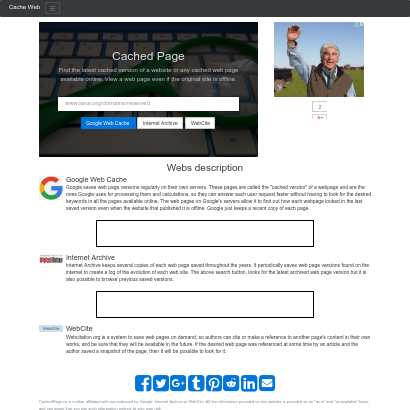 Cache Web
Cached Page
Find the latest cached version of a website or any cached web page
available online. View a web page even if the original site is offline.
www.iana.org/domains/reserved
Google Web Cache
Internet Archive
WebCite
2
Webs description
Google Web Cache
Google saves web page versions regularly on their own servers. These pages are called the "cached version" of a webpage and are the
ones Google uses for processing them and calculations, so they can answer each user request faster without having to look for the desired
keywords in all the pages available online. The web pages on Google's servers allow it to find out how each webpage looked in the last
saved version even when the website that published it is offline. Google just keeps a recent copy of each page.
Internet Archive
Internet Archive keeps several copies of each web page saved throughout the years. It periodically saves web page versions found on the
internet to create a log of the evolution of each web site. The above search button, looks for the latest archived web page version but it is
also possible to browse previous saved versions.
WebCite
WebCite
Webcitation.org is a system to save web pages on demand, so authors can cite or make a reference to another page's content in their own
works, and be sure that they will be available in the future. If the desired web page was referenced at some time by an article and the
author saved a snapshot of the page, then it will be possible to look for it.
CachedPage.co is neither affiliated with nor endorsed by Google, Internet Archive or WebCite. All the information provided on this website is provided on an "as is" and "as available" basis
and you agree that you use such information entirely at your own risk.